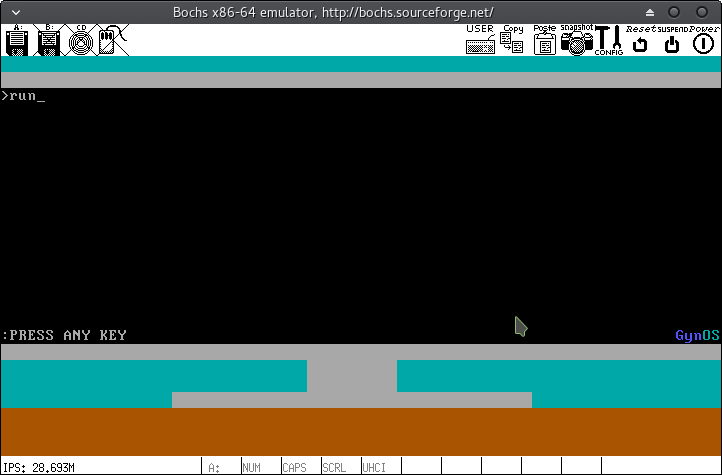 Bochs x86-64 emulator, http://bochs.sourceforge.net/
A: B: CD USER Copy Paste snapshot CONFIG Reset SUSPEND Power
>run_
:PRESS ANY KEY GynOS
IPS: 28.693M A: NUM CAPS SCRL UHCI